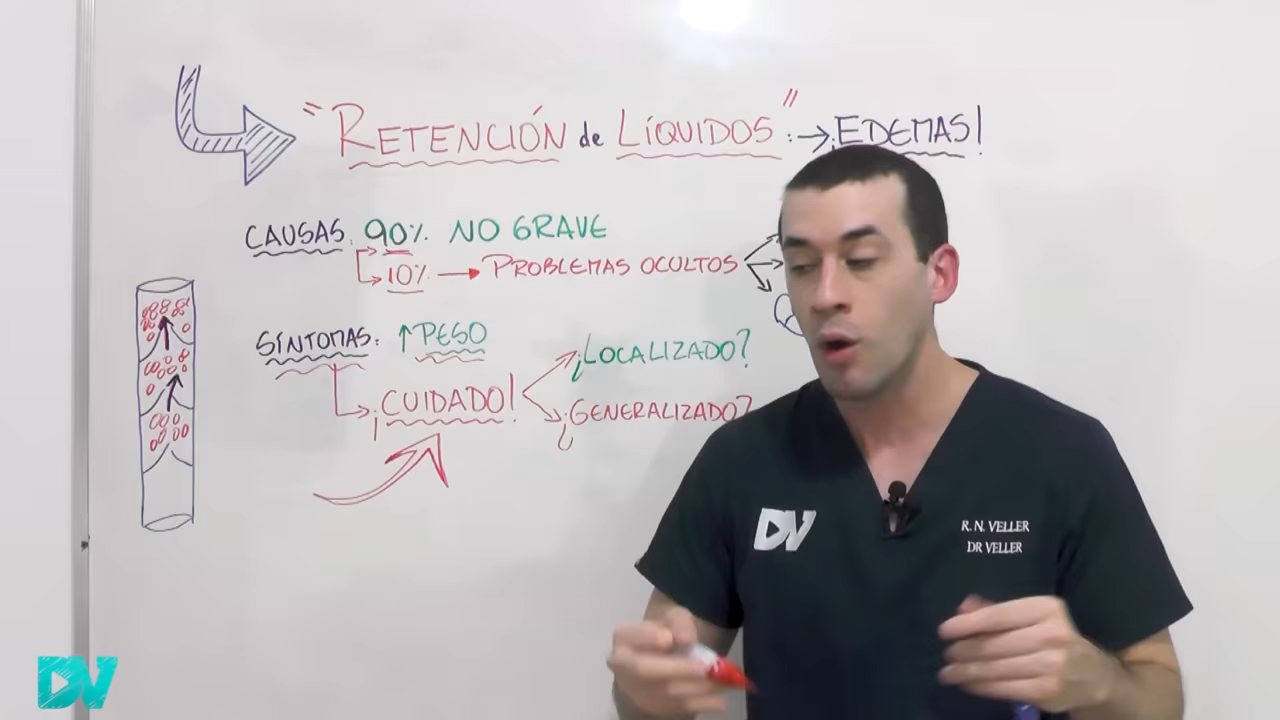 "RETENCIÓN de LÍQUIDOS": → ¡EDEMAS!
CAUSAS: 90% NO GRAVE
10% → PROBLEMAS OCULTOS
SÍNTOMAS: ↑ PESO
¡CUIDADO!
¿LOCALIZADO?
¿GENERALIZADO?
DV
R. N. VELLER
DR VELLER
DV